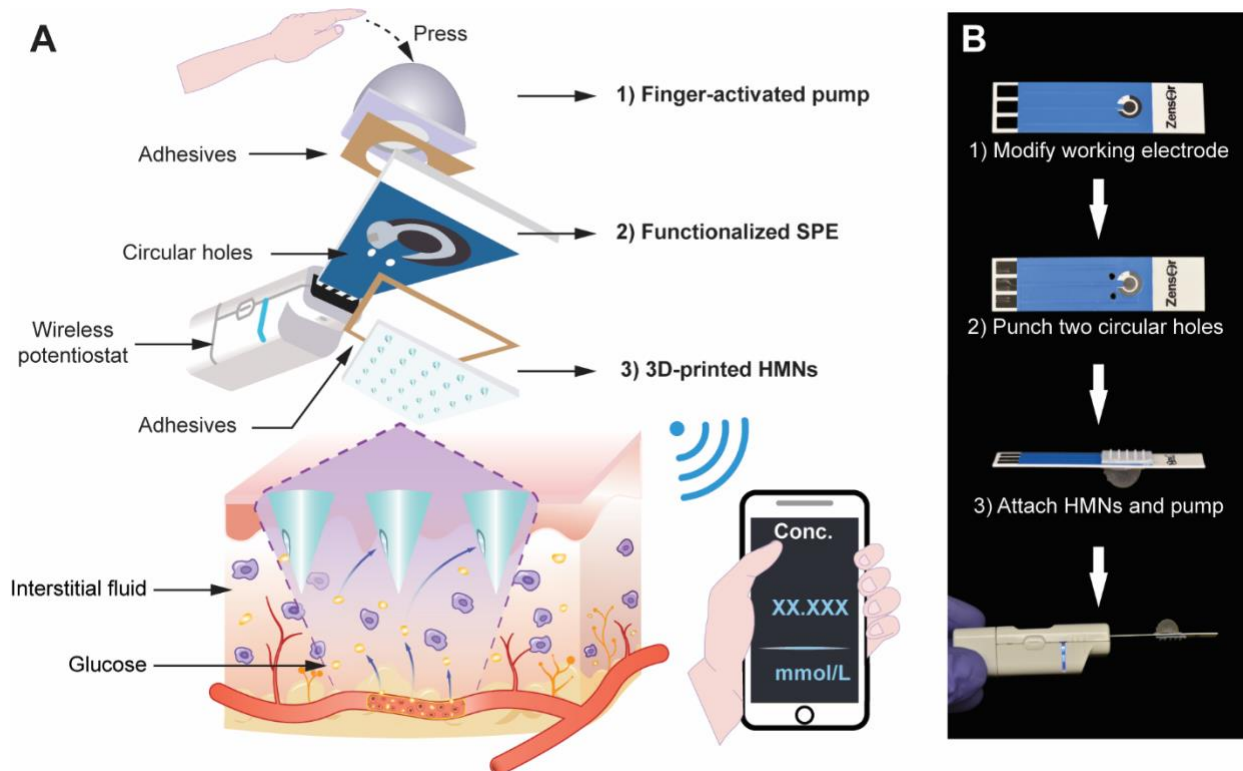 A
Press
1) Finger-activated pump
Adhesives
Circular holes
2) Functionalized SPE
Wireless
potentiostat
3) 3D-printed HMNs
Adhesives
Conc.
XX.XXX
mmol/L
Interstitial fluid
Glucose
B
Zensor
1) Modify working electrode
Zensor
2) Punch two circular holes
3) Attach HMNs and pump